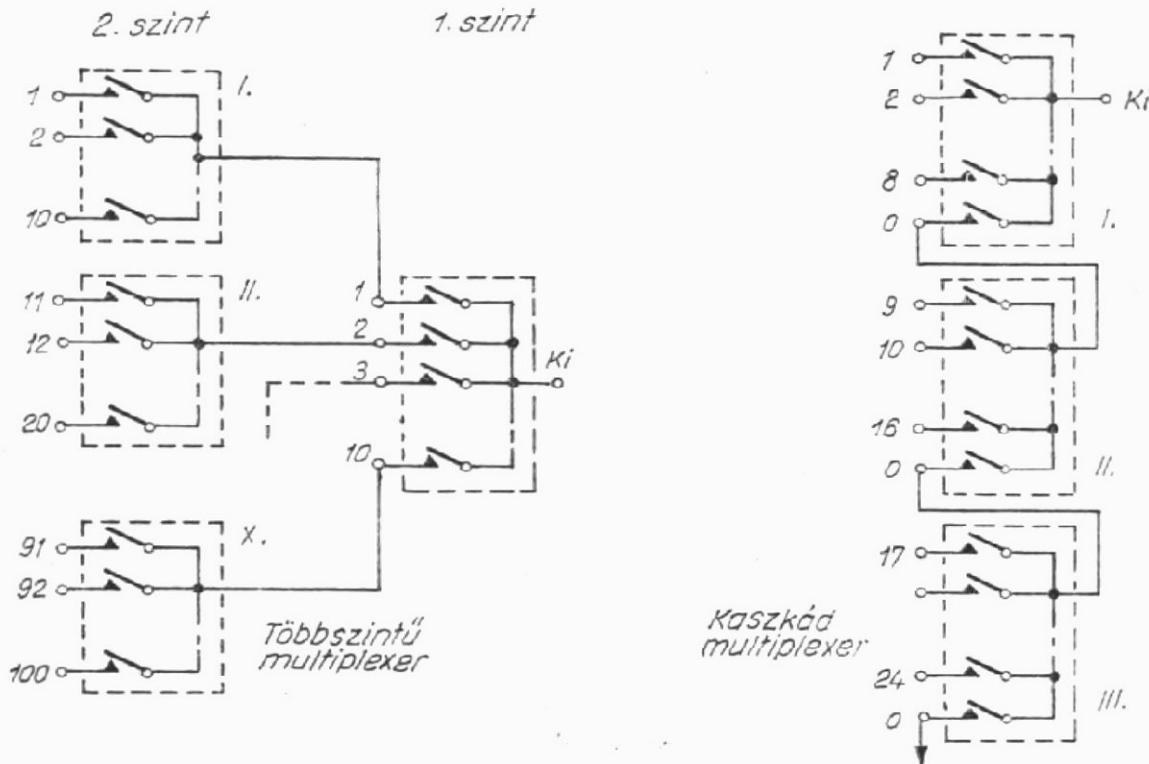 2. szint
1. szint
I.
1
2
10
II.
11
12
20
X.
91
92
100
1
2
3
10
Ki
Többszintű
multiplexer
1
2
8
0
Ki
I.
9
10
16
0
II.
17
24
0
III.
Kaszkád
multiplexer